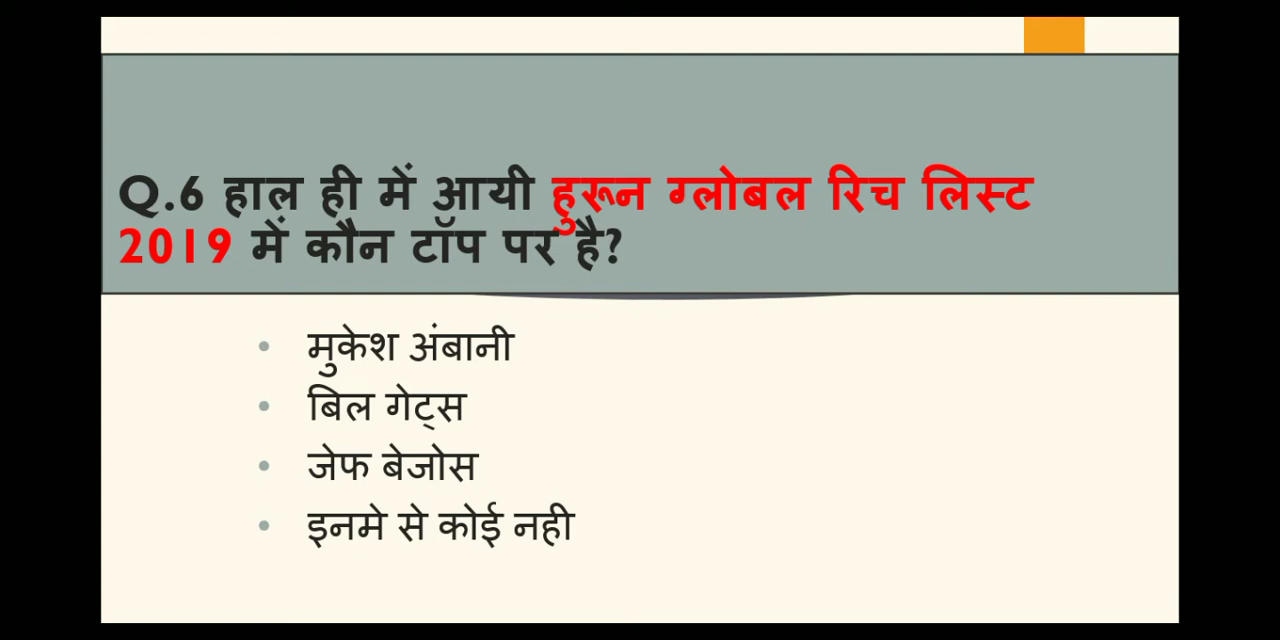 Q.6 हाल ही में आयी हुरून ग्लोबल रिच लिस्ट
2019 में कौन टॉप पर है?
• मुकेश अंबानी
• बिल गेट्स
• जेफ बेजोस
• इनमे से कोई नही